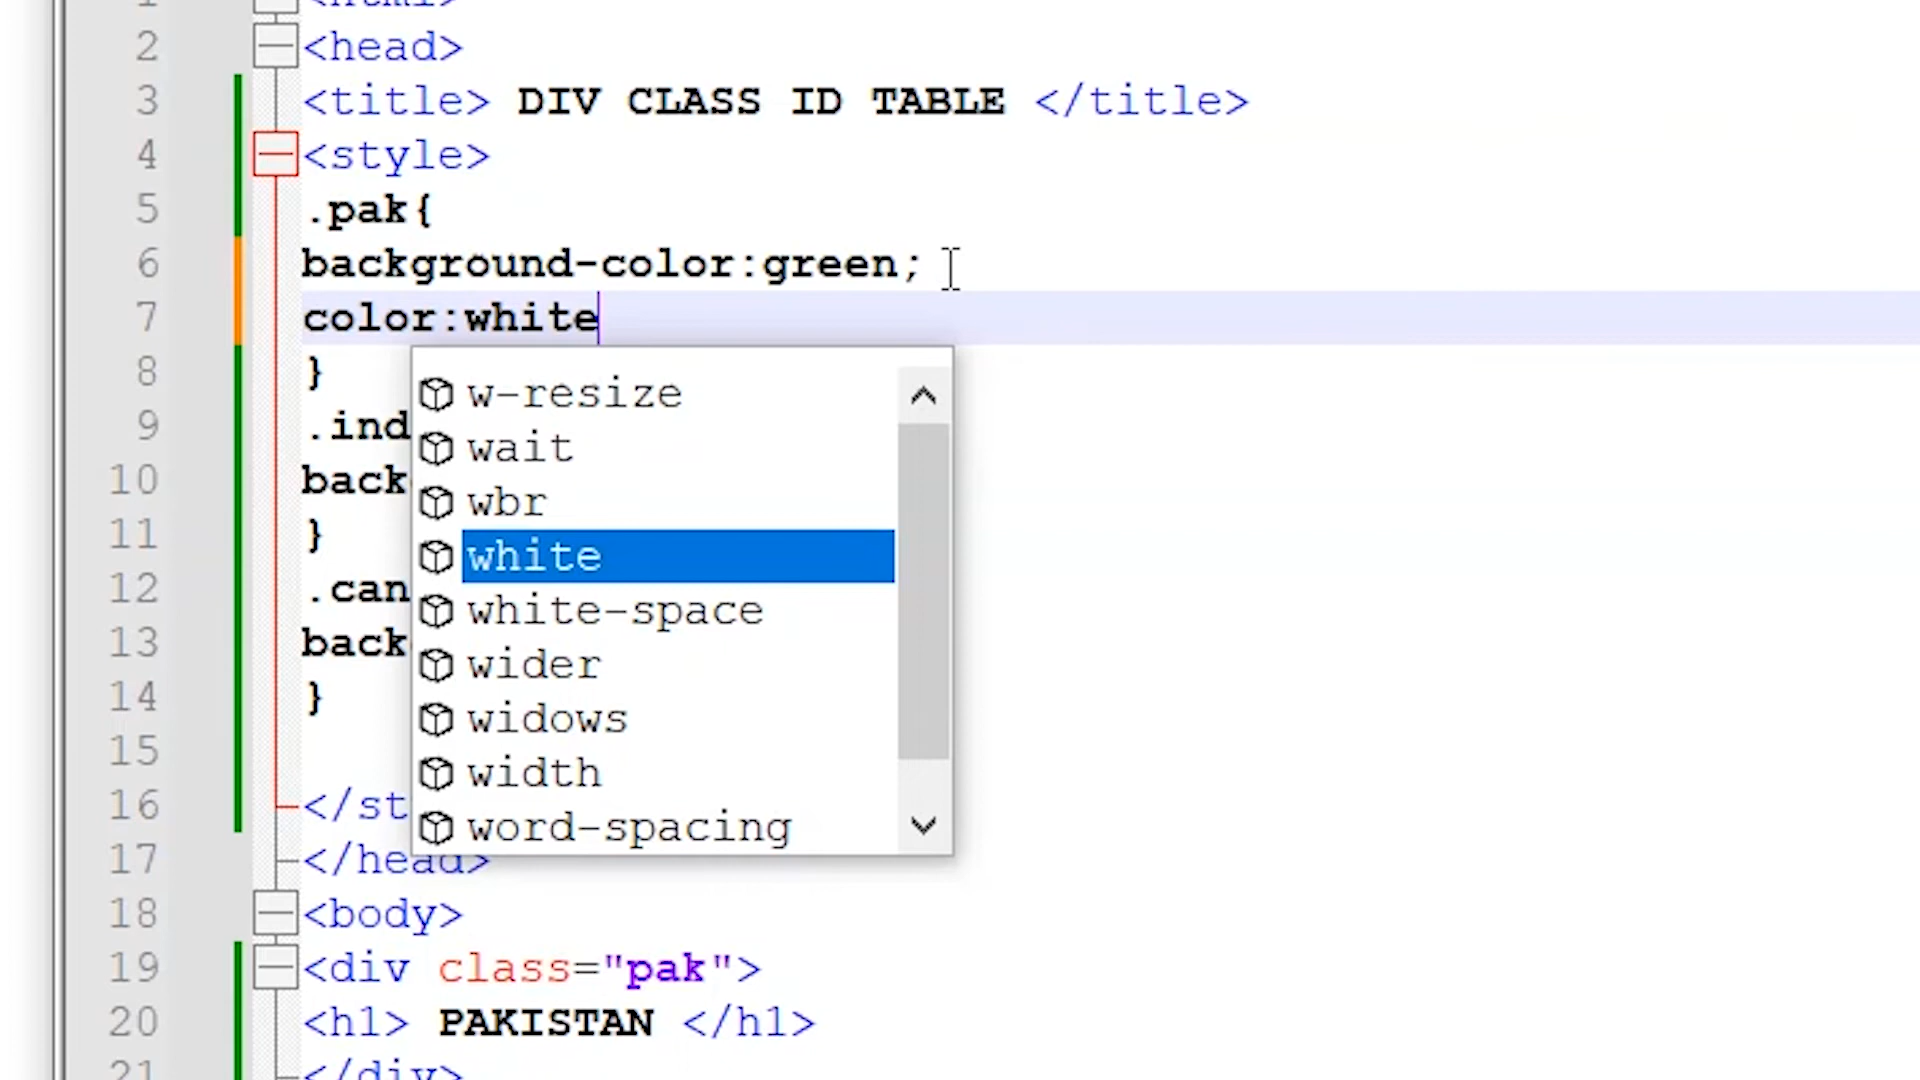 <html>
2 <head>
3 <title> DIV CLASS ID TABLE </title>
4 <style>
5 .pak{
6 background-color:green;
7 color:white
8 }
9 .ind
10 back
11 }
12 .can
13 back
14 }
15
16 </st
17 </head>
18 <body>
19 <div class="pak">
20 <h1> PAKISTAN </h1>
21 </div>
w-resize
wait
wbr
white
white-space
wider
widows
width
word-spacing